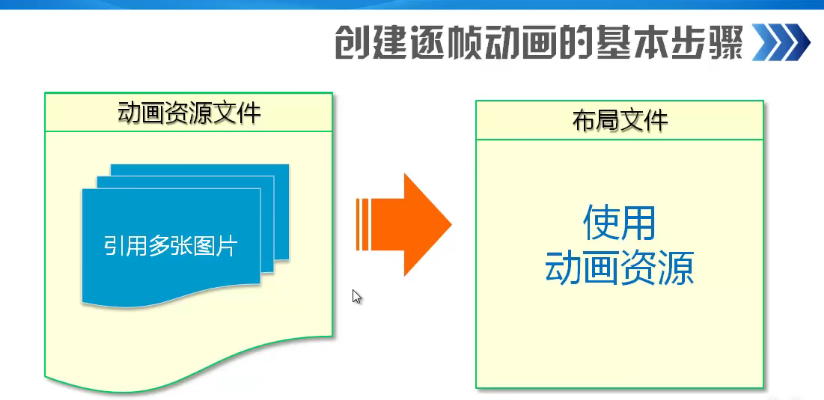 创建逐帧动画的基本步骤
动画资源文件
引用多张图片
布局文件
使用
动画资源